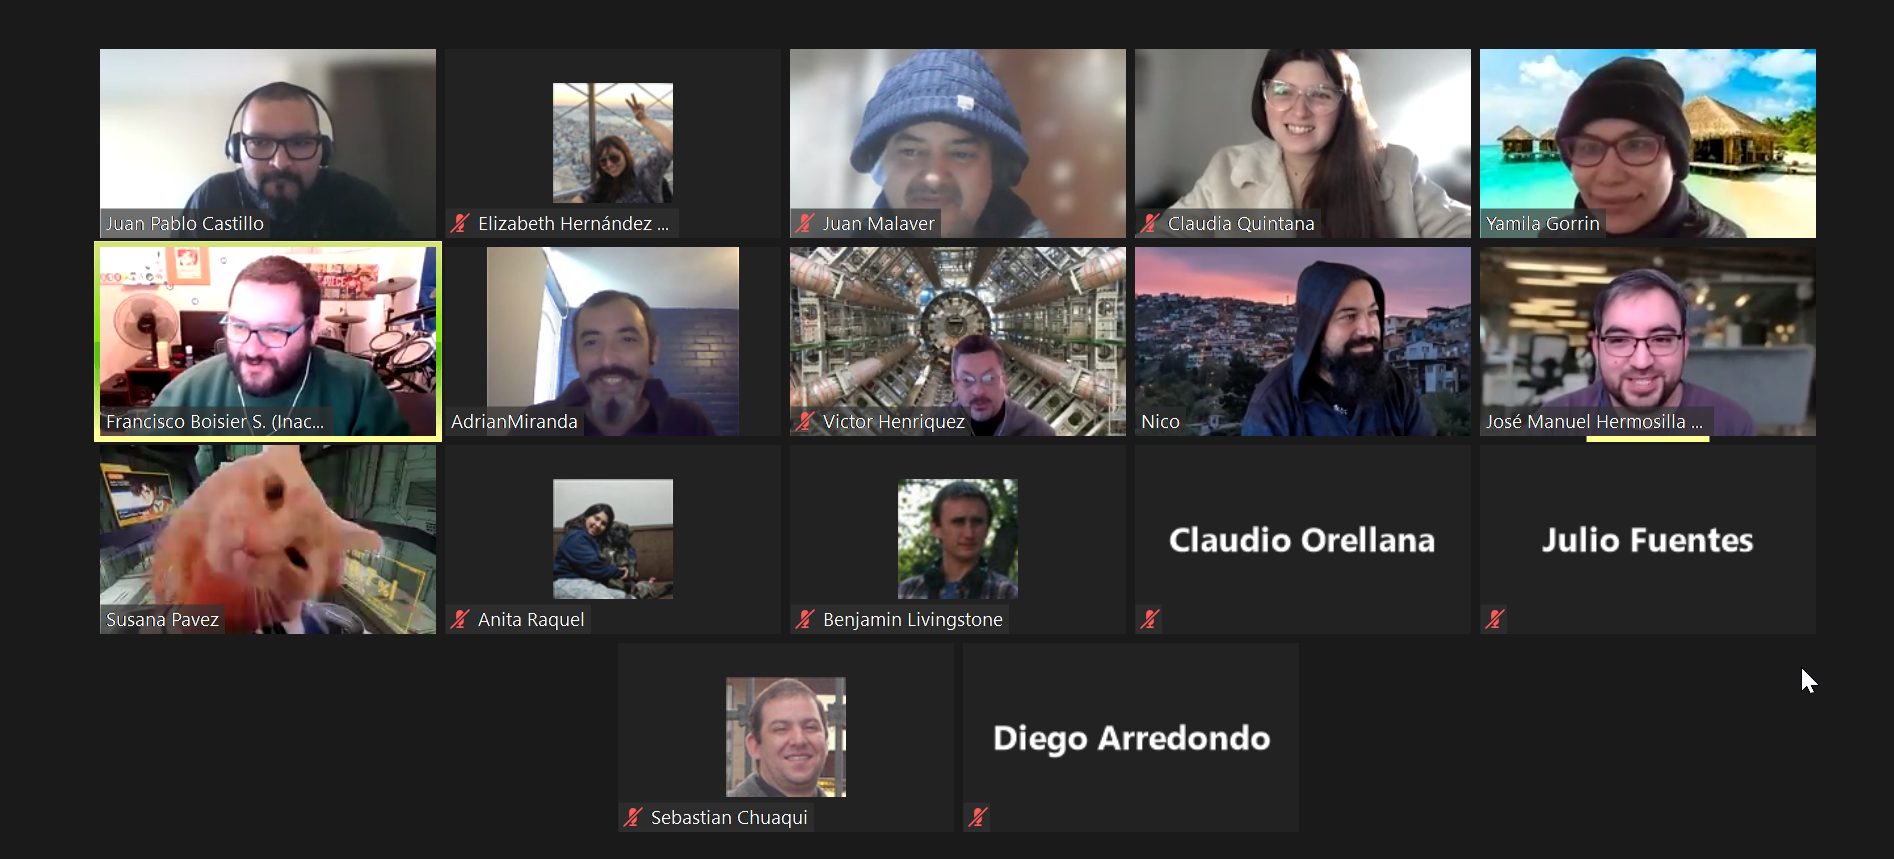 Juan Pablo Castillo
Elizabeth Hernández ...
Juan Malaver
Claudia Quintana
Yamila Gorrin
Francisco Boisier S. (Inac...
AdrianMiranda
Victor Henriquez
Nico
José Manuel Hermosilla ...
Susana Pavez
Anita Raquel
Benjamin Livingstone
Claudio Orellana
Julio Fuentes
Sebastian Chuaqui
Diego Arredondo